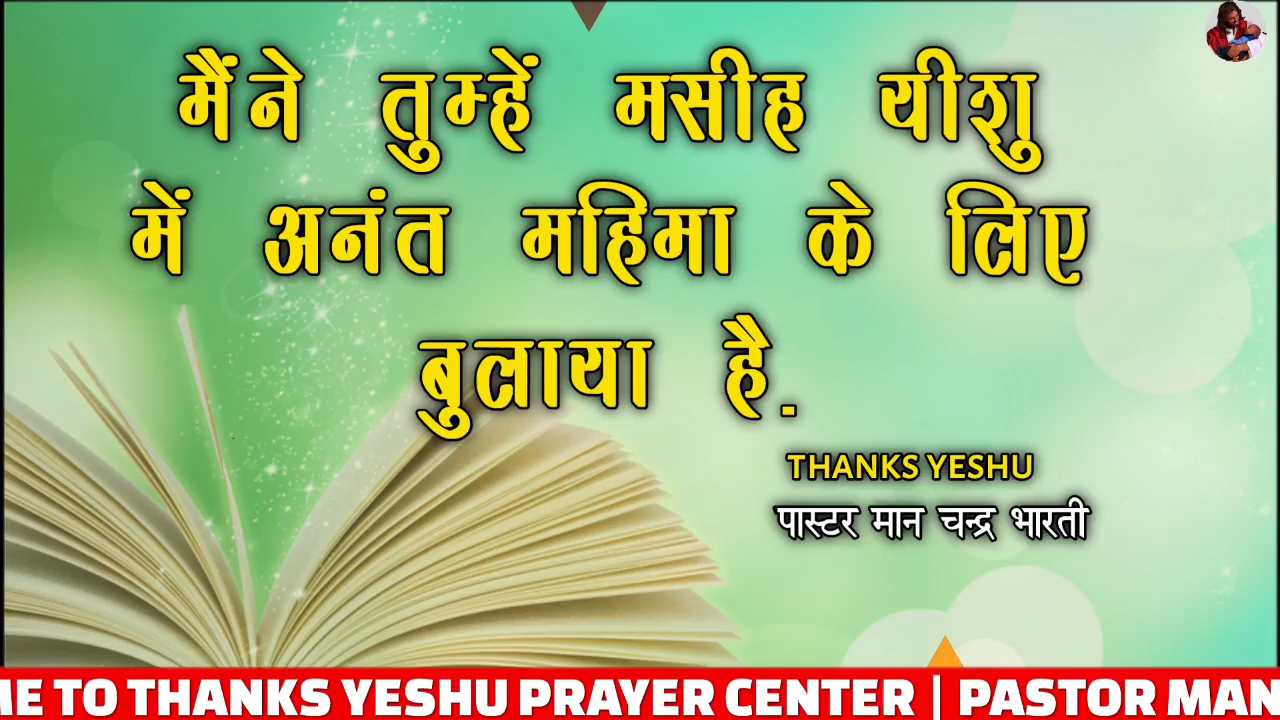 मैंने तुम्हें मसीह यीशु
में अनंत महिमा के लिए
बुलाया है.
THANKS YESHU
पास्टर मान चन्द्र भारती
ME TO THANKS YESHU PRAYER CENTER | PASTOR MAN